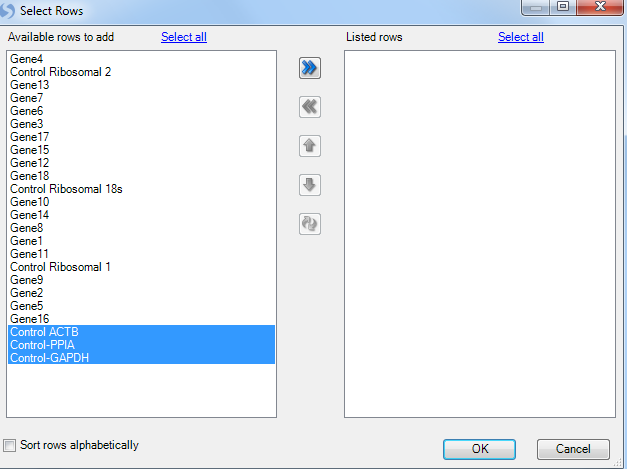 Select Rows
Available rows to add Select all Listed rows Select all
Gene4
Control Ribosomal 2
Gene13
Gene7
Gene6
Gene3
Gene17
Gene15
Gene12
Gene18
Control Ribosomal 18s
Gene10
Gene14
Gene8
Gene1
Gene11
Control Ribosomal 1
Gene9
Gene2
Gene5
Gene16
Control ACTB
Control-PPIA
Control-GAPDH
Sort rows alphabetically
OK Cancel